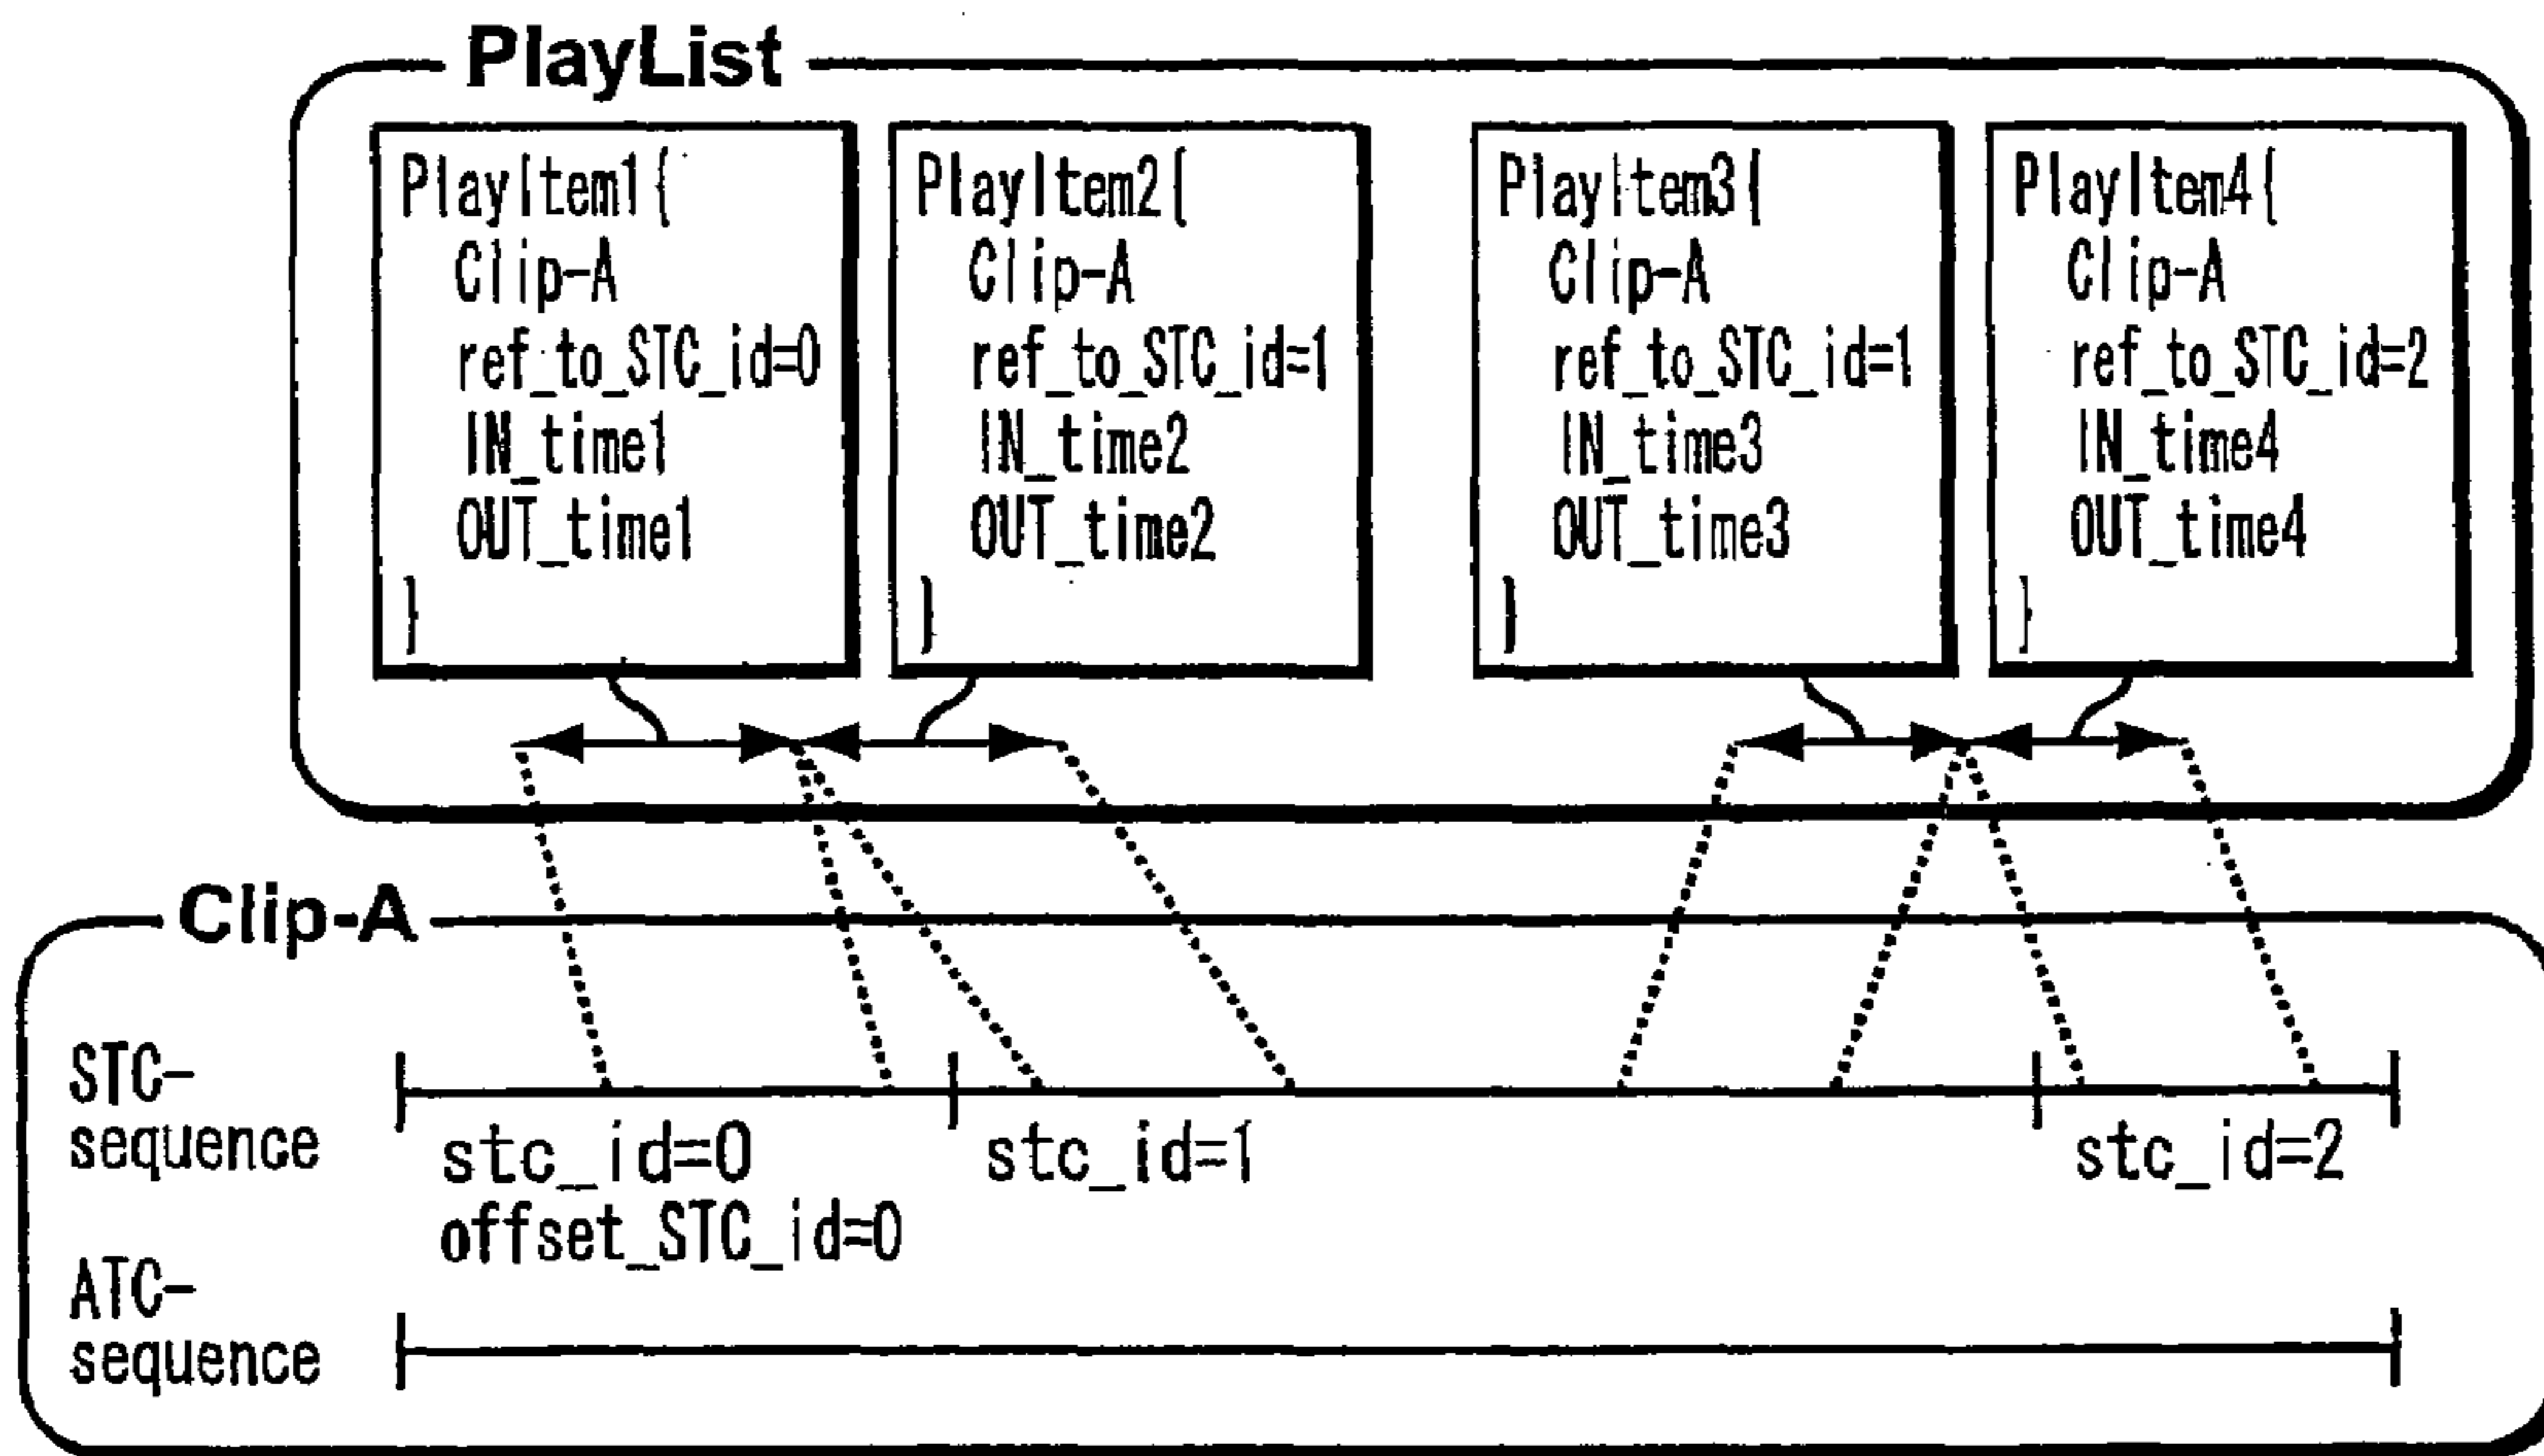 PlayList
PlayItem1{
Clip-A
ref_to_STC_id=0
IN_time1
OUT_time1
}
PlayItem2{
Clip-A
ref_to_STC_id=1
IN_time2
OUT_time2
}
PlayItem3{
Clip-A
ref_to_STC_id=1
IN_time3
OUT_time3
}
PlayItem4{
Clip-A
ref_to_STC_id=2
IN_time4
OUT_time4
}
Clip-A
STC-
sequence
stc_id=0
offset_STC_id=0
stc_id=1
stc_id=2
ATC-
sequence